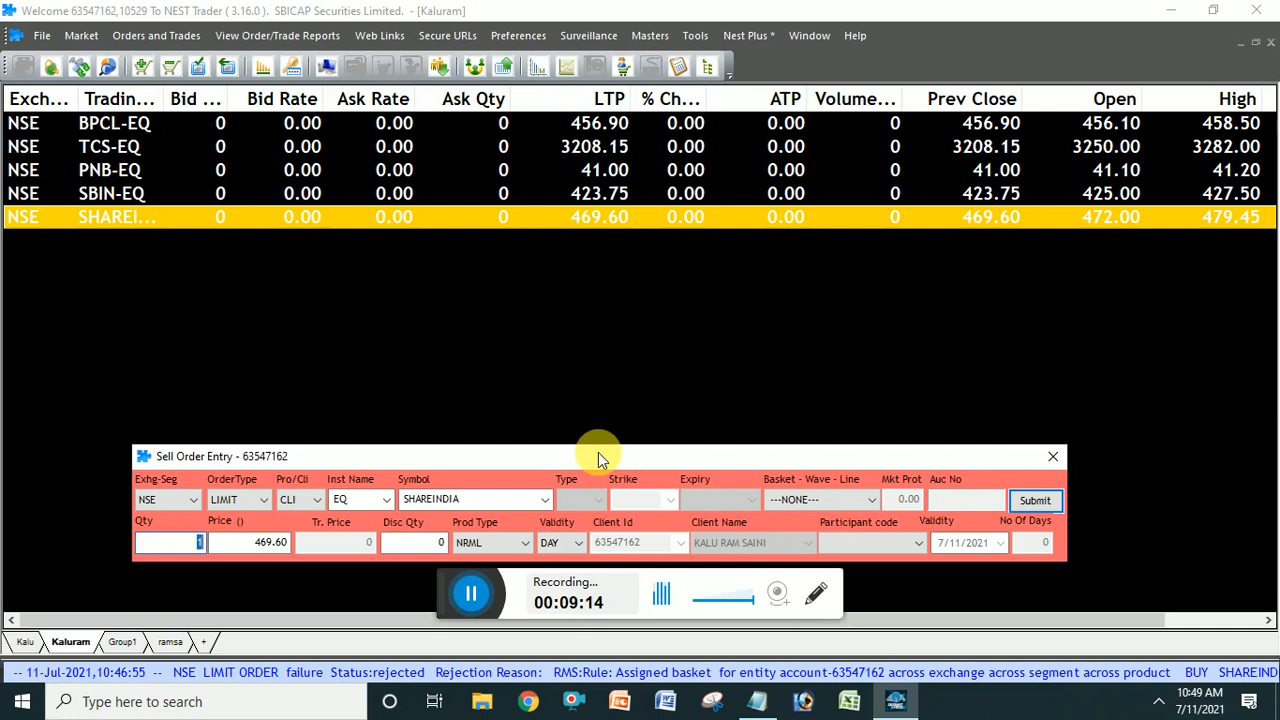 Welcome 63547162,10529 To NEST Trader ( 3.16.0 ). SBICAP Securities Limited. - [Kaluram]
File Market Orders and Trades View Order/Trade Reports Web Links Secure URLs Preferences Surveillance Masters Tools Nest Plus Window Help
Exch... Tradin... Bid ... Bid Rate Ask Rate Ask Qty LTP % Ch... ATP Volume... Prev Close Open High
NSE BPCL-EQ 0 0.00 0.00 0 456.90 0.00 0.00 0 456.90 456.10 458.50
NSE TCS-EQ 0 0.00 0.00 0 3208.15 0.00 0.00 0 3208.15 3250.00 3282.00
NSE PNB-EQ 0 0.00 0.00 0 41.00 0.00 0.00 0 41.00 41.10 41.20
NSE SBIN-EQ 0 0.00 0.00 0 423.75 0.00 0.00 0 423.75 425.00 427.50
NSE SHAREI... 0 0.00 0.00 0 469.60 0.00 0.00 0 469.60 472.00 479.45
Sell Order Entry - 63547162
Exhg-Seg OrderType Pro/Cli Inst Name Symbol Type Strike Expiry Basket - Wave - Line Mkt Prot Auc No
NSE LIMIT CLI EQ SHAREINDIA ---NONE--- 0.00 Submit
Qty Price () Tr. Price Disc Qty Prod Type Validity Client Id Client Name Participant code Validity No Of Days
1 469.60 0 0 NRML DAY 63547162 KALU RAM SAINI 7/11/2021 0
Recording...
00:09:14
Kalu Kaluram Group1 ramsa +
-- 11-Jul-2021,10:46:55 -- NSE LIMIT ORDER failure Status:rejected Rejection Reason: RMS:Rule: Assigned basket for entity account-63547162 across exchange across segment across product BUY SHAREIND
Type here to search
10:49 AM
7/11/2021